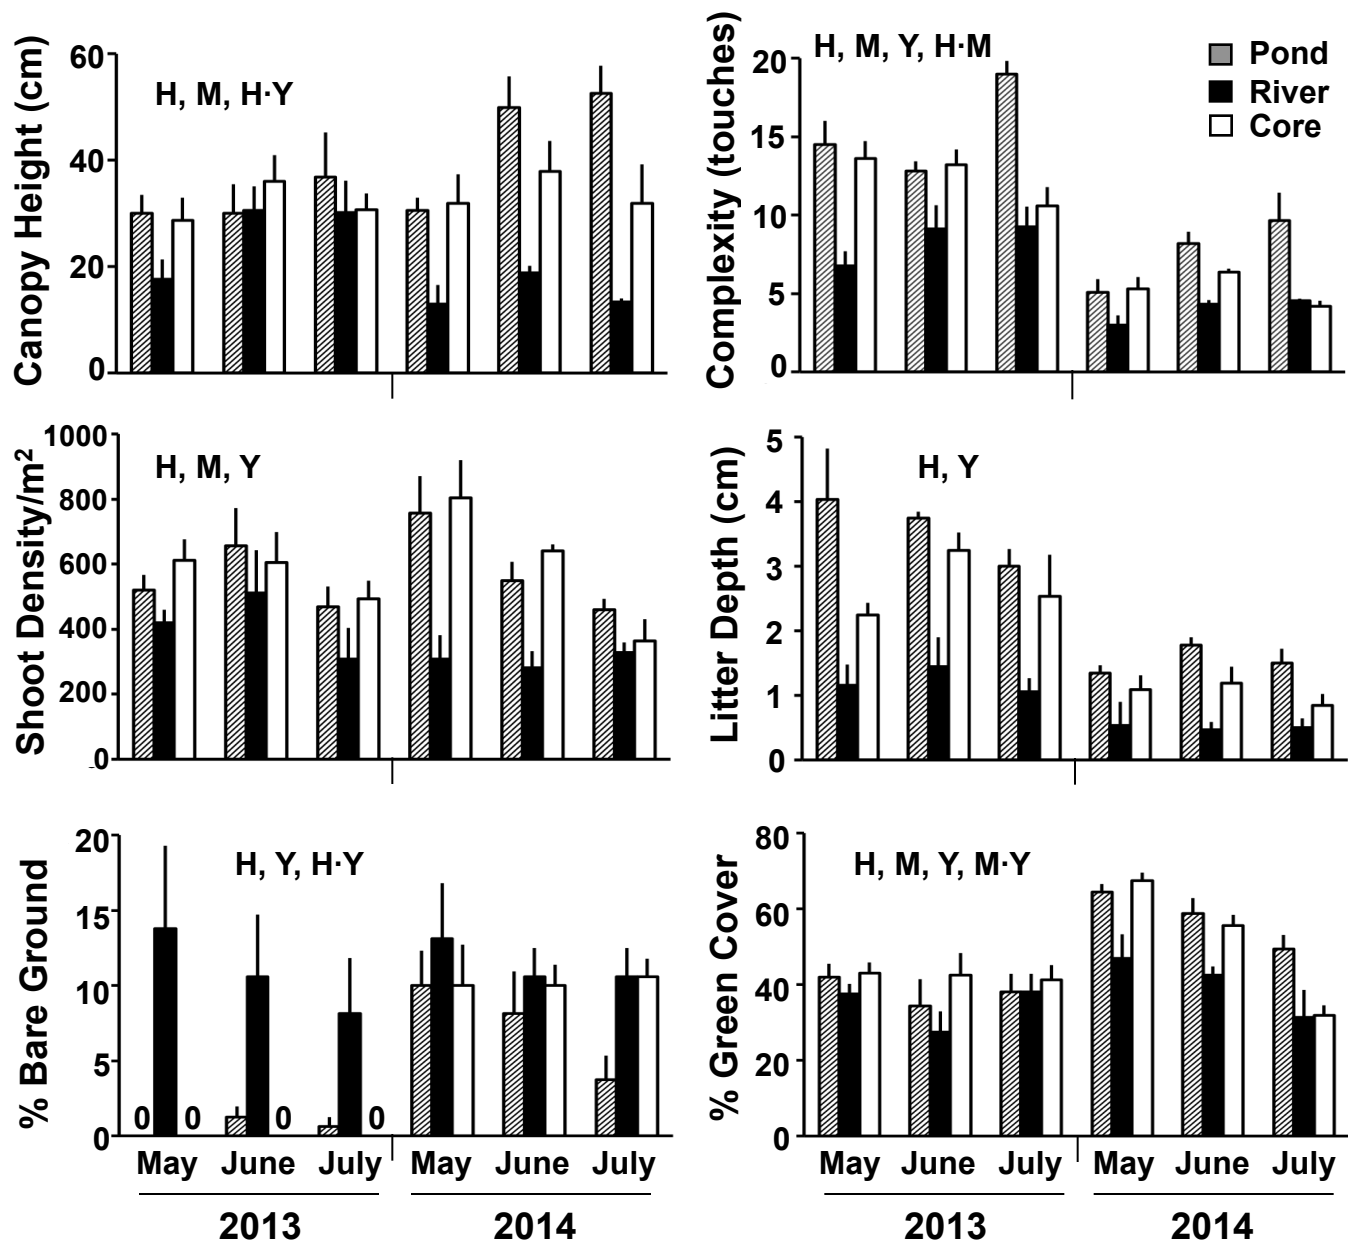 Canopy Height (cm)
60
40
20
0
H, M, H·Y
Complexity (touches)
20
15
10
5
0
H, M, Y, H·M
Pond
River
Core
Shoot Density/m²
1000
800
600
400
200
0
H, M, Y
Litter Depth (cm)
5
4
3
2
1
0
H, Y
% Bare Ground
20
15
10
5
0
H, Y, H·Y
0 0 0 0
May June July May June July
2013 2014
% Green Cover
80
60
40
20
0
H, M, Y, M·Y
May June July May June July
2013 2014